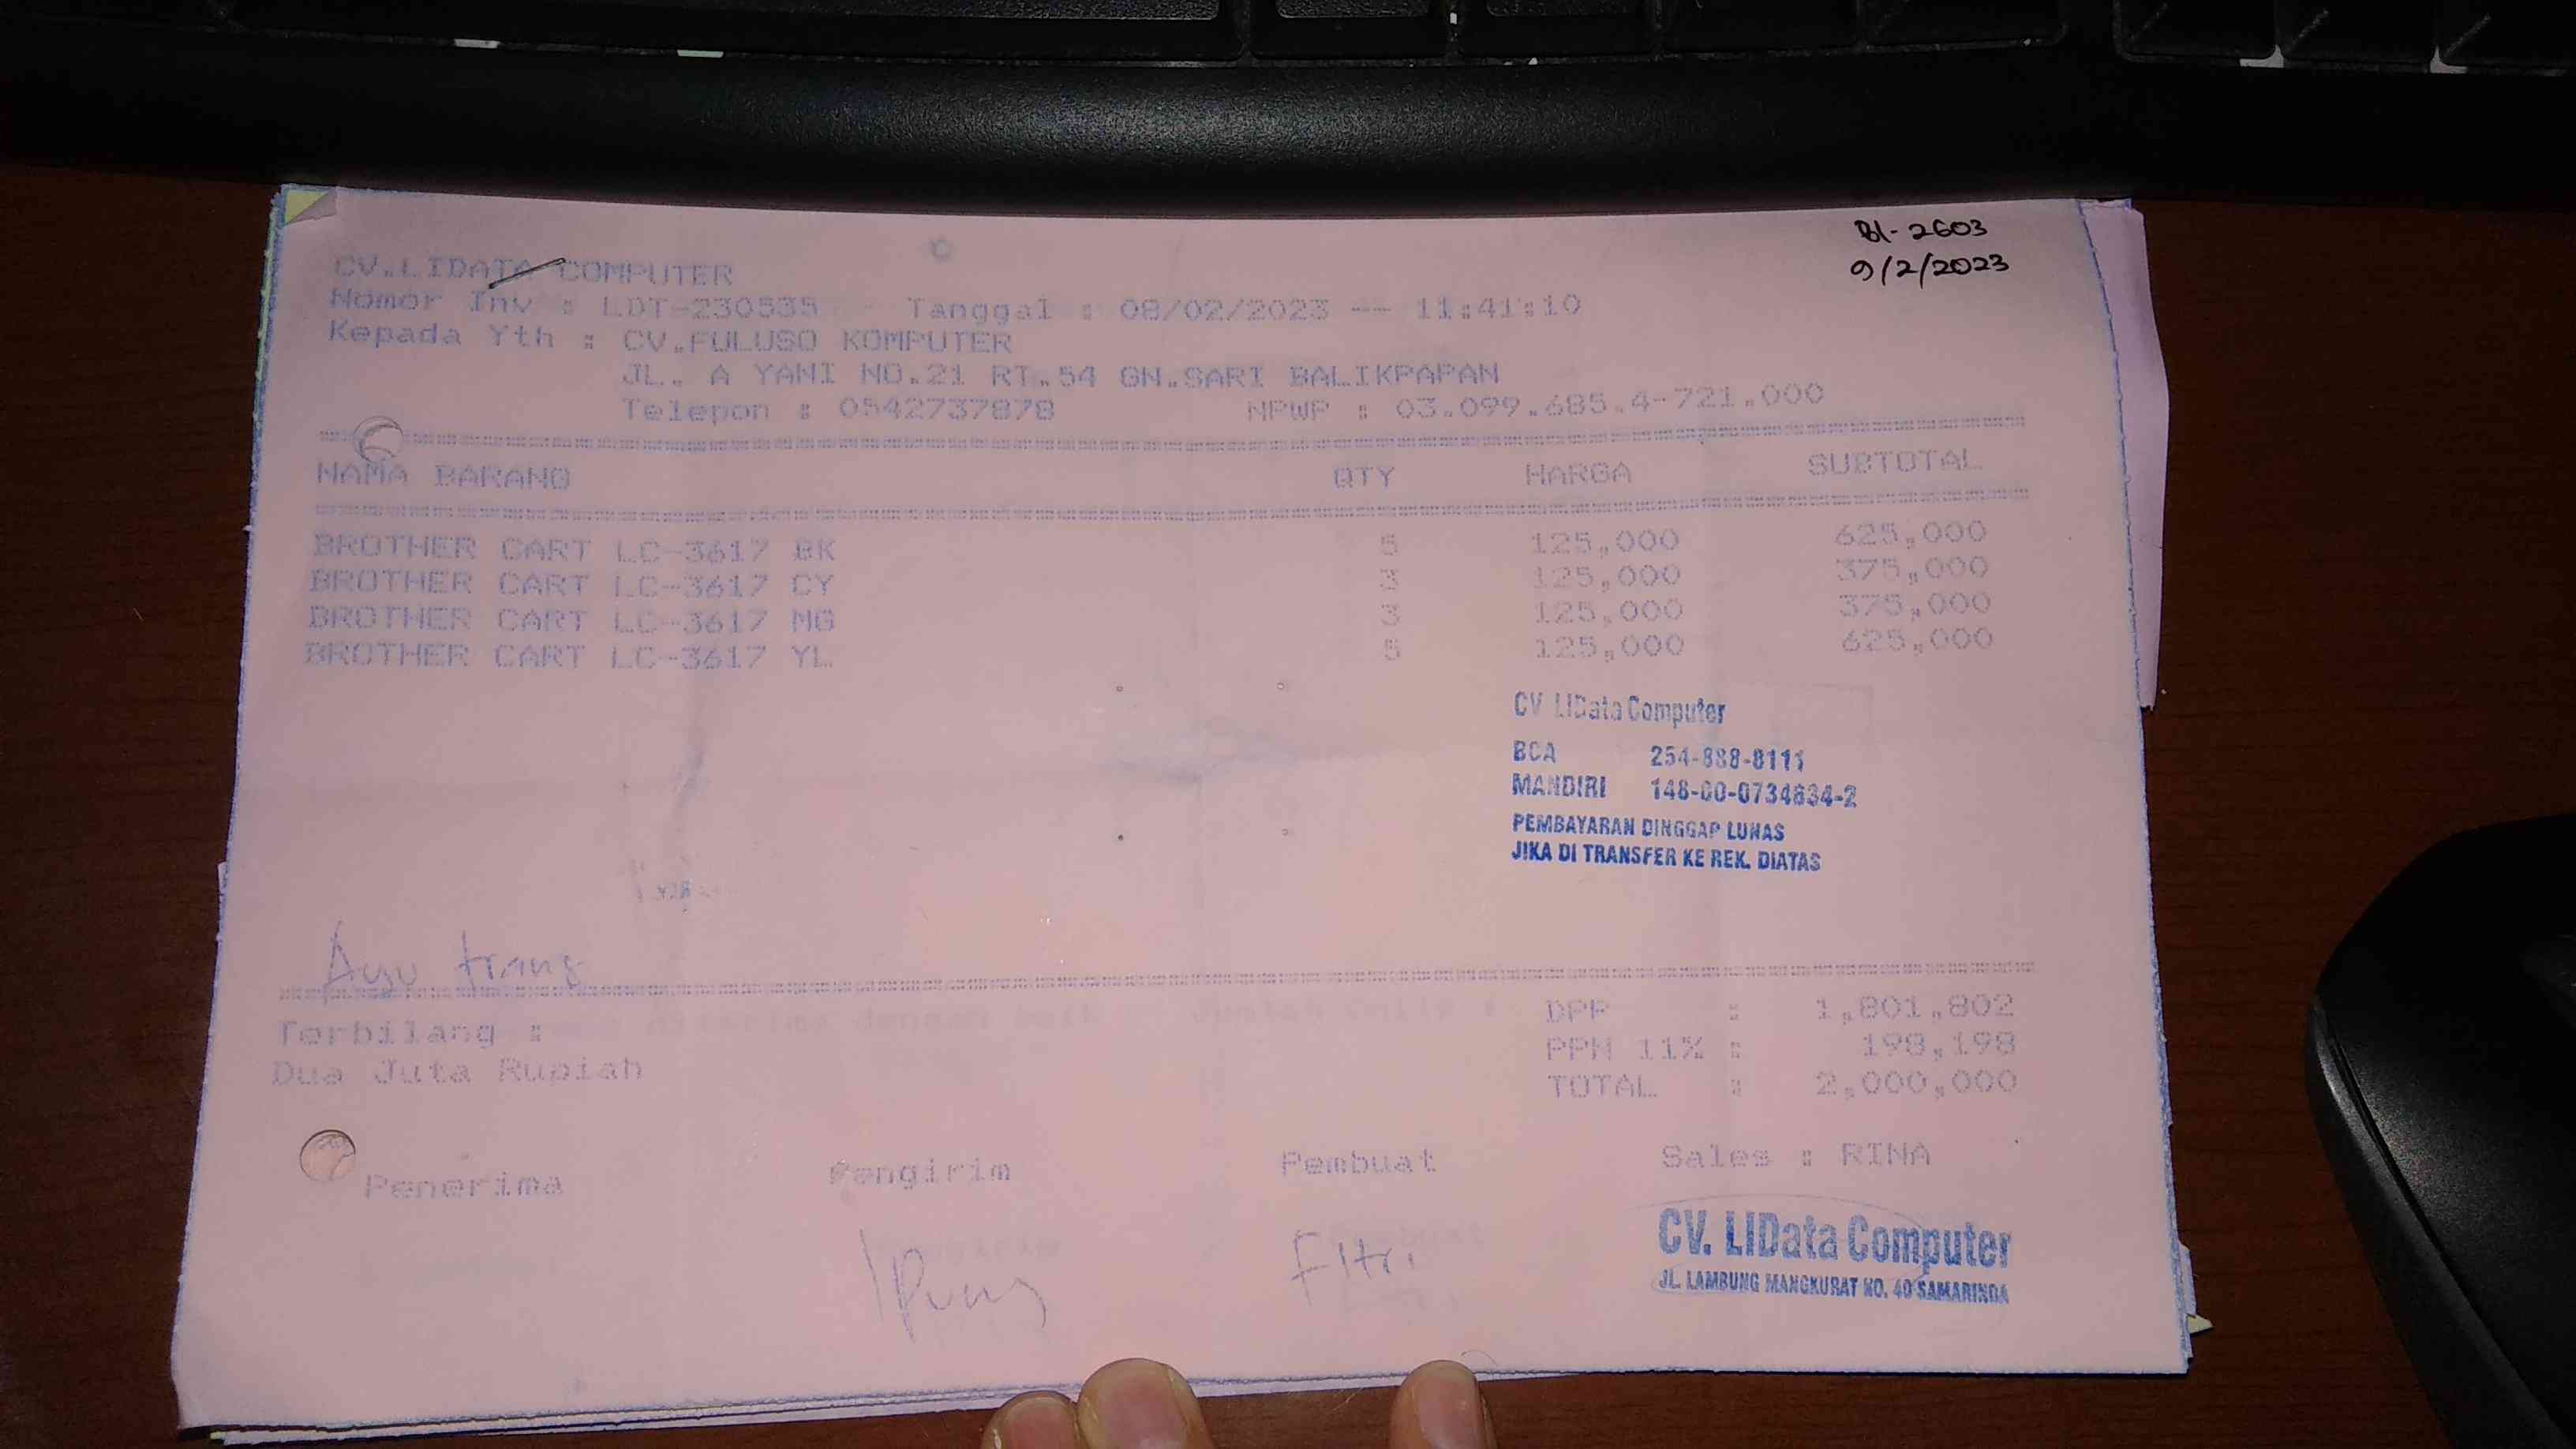 BL-2603
9/2/2023
CV.LIDATA COMPUTER
Nomor Inv : LDT-230535 - Tanggal : 08/02/2023 -- 11:41:10
Kepada Yth : CV.FULUSO KOMPUTER
JL. A YANI NO.21 RT.54 GN.SARI BALIKPAPAN
Telepon : 0542737878 NPWP : 03.099.685.4-721.000
NAMA BARANG QTY HARGA SUBTOTAL
BROTHER CART LC-3617 BK 5 125,000 625,000
BROTHER CART LC-3617 CY 3 125,000 375,000
BROTHER CART LC-3617 MG 3 125,000 375,000
BROTHER CART LC-3617 YL 5 125,000 625,000
CV LIData Computer
BCA 254-888-8111
MANDIRI 148-00-0734834-2
PEMBAYARAN DINGGAP LUNAS
JIKA DI TRANSFER KE REK. DIATAS
Ayu trans
Terbilang : DPP : 1,801,802
Dua Juta Rupiah PPN 11% : 198,198
TOTAL : 2,000,000
Penerima Pengirim Pembuat Sales : RINA
Fitri
CV. LIData Computer
JL. LAMBUNG MANGKURAT NO. 40 SAMARINDA